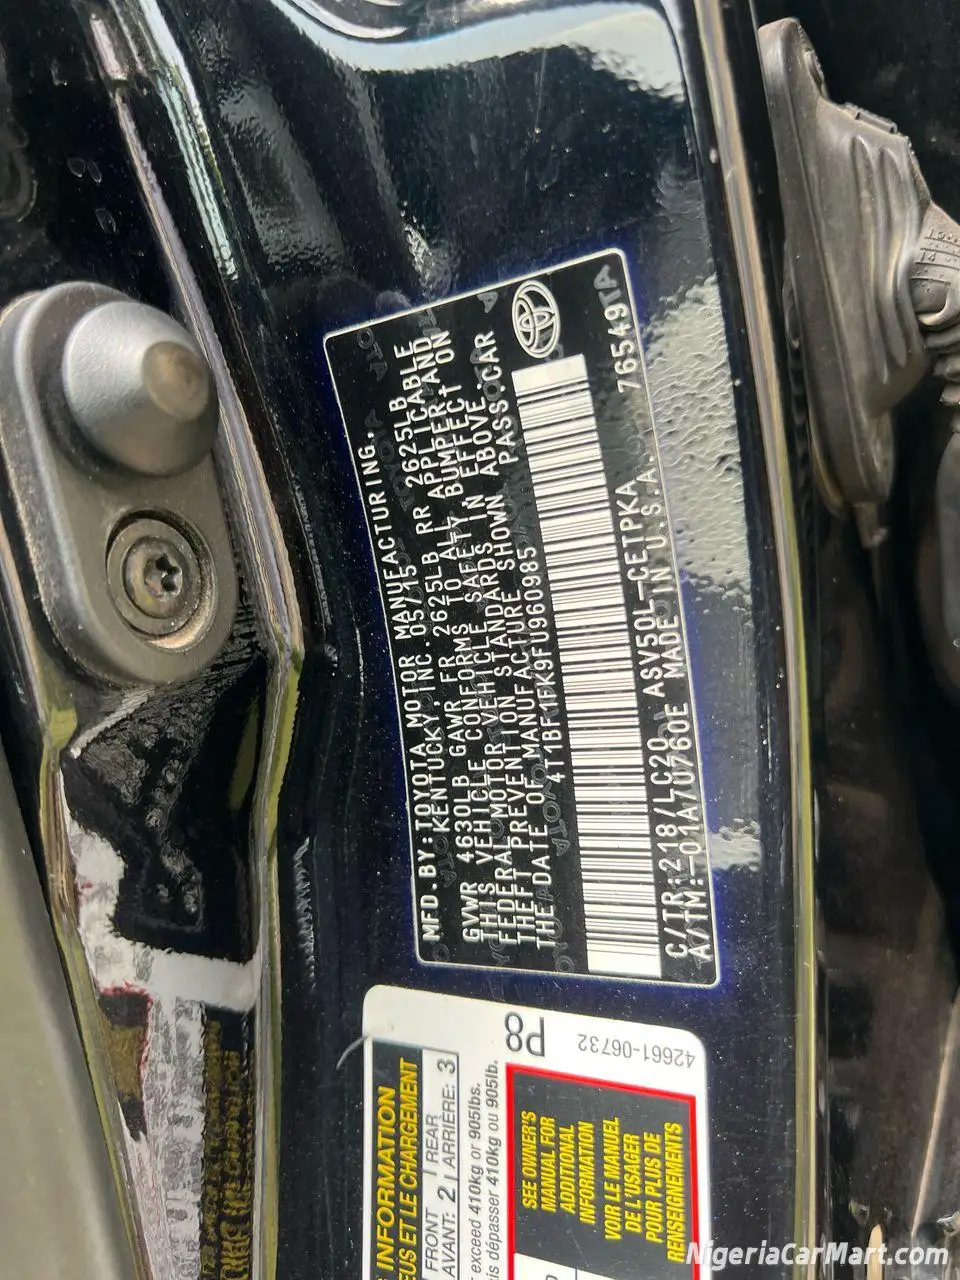 MFD. BY: TOYOTA MOTOR MANUFACTURING.
KENTUCKY, INC. 05/15
GVWR 4630LB GAWR FR 2625LB RR 2625LB
THIS VEHICLE CONFORMS TO ALL APPLICABLE
FEDERAL MOTOR VEHICLE SAFETY, BUMPER, AND
THEFT PREVENTION STANDARDS IN EFFECT ON
THE DATE OF MANUFACTURE SHOWN ABOVE.
4T1BF1FK9FU960985 PASS CAR
C/TR: 218/LC20 ASV50L-CETPKA
A/TM: -01A/U760E MADE IN U.S.A. 76549TA
P8
42661-06732
INFORMATION
EUS ET LE CHARGEMENT
FRONT REAR
AVANT: 2 ARRIÈRE: 3
exceed 410kg or 905lbs.
dépasser 410kg ou 905lb.
SEE OWNER'S
MANUAL FOR
ADDITIONAL
INFORMATION
VOIR LE MANUEL
DE L'USAGER
POUR PLUS DE
RENSEIGNEMENTS
NigeriaCarMart.com